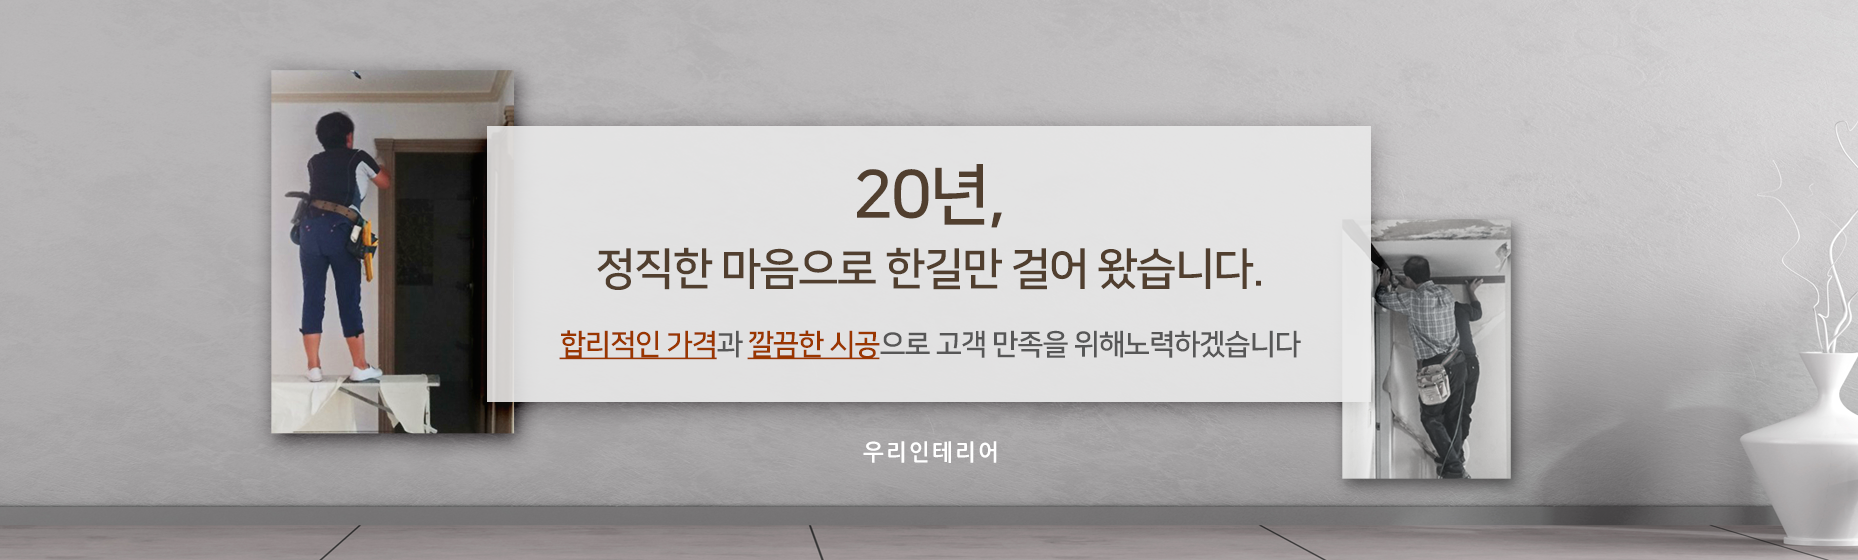 20년,
정직한 마음으로 한길만 걸어 왔습니다.
합리적인 가격과 깔끔한 시공으로 고객 만족을 위해노력하겠습니다
우리인테리어